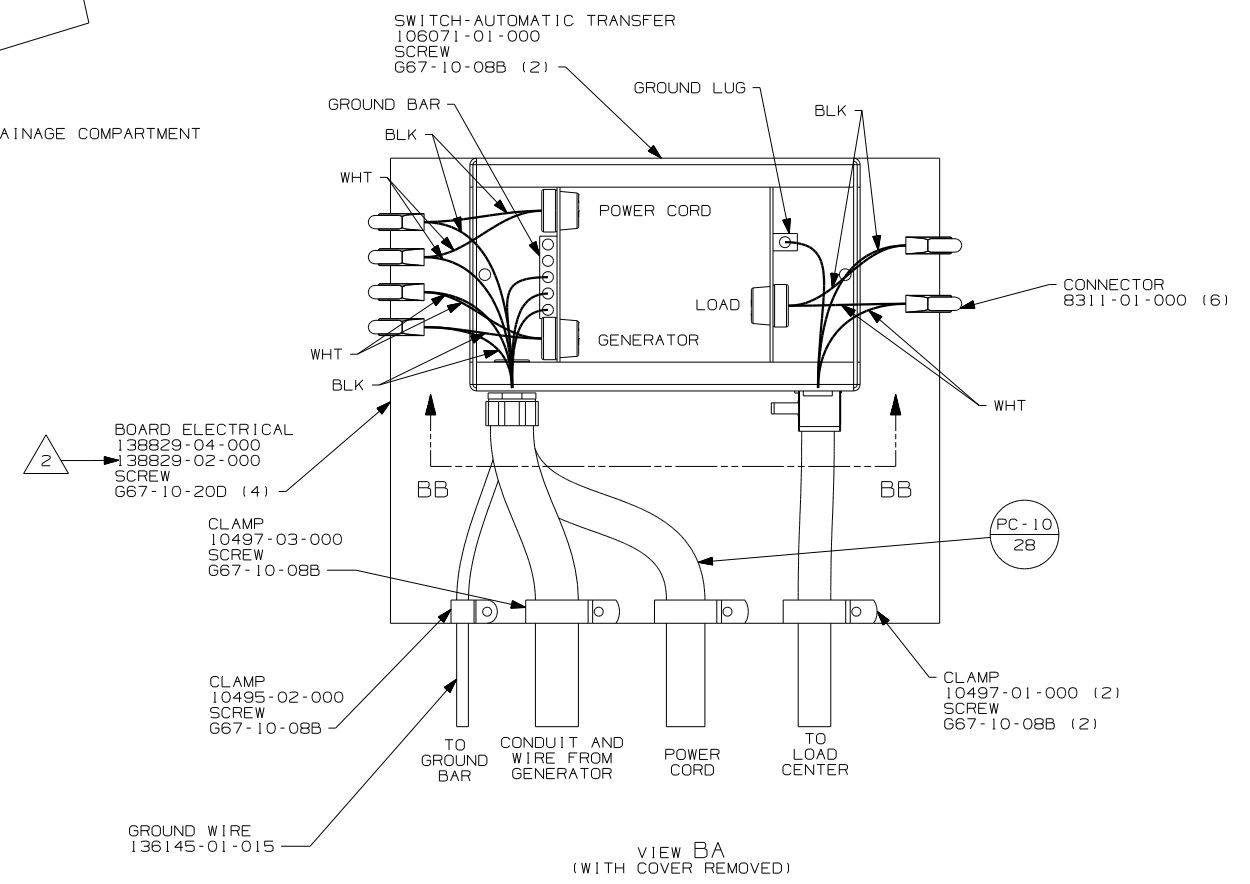 SWITCH-AUTOMATIC TRANSFER
106071-01-000
SCREW
G67-10-08B (2)
GROUND LUG
GROUND BAR
BLK
BLK
AINAGE COMPARTMENT
WHT
POWER CORD
CONNECTOR
8311-01-000 (6)
LOAD
GENERATOR
WHT
BLK
WHT
BOARD ELECTRICAL
138829-04-000
138829-02-000
SCREW
G67-10-20D (4)
2
BB
BB
CLAMP
10497-03-000
SCREW
G67-10-08B
PC-10
28
CLAMP
10495-02-000
SCREW
G67-10-08B
CLAMP
10497-01-000 (2)
SCREW
G67-10-08B (2)
TO
GROUND
BAR
CONDUIT AND
WIRE FROM
GENERATOR
POWER
CORD
TO
LOAD
CENTER
GROUND WIRE
136145-01-015
VIEW BA
(WITH COVER REMOVED)